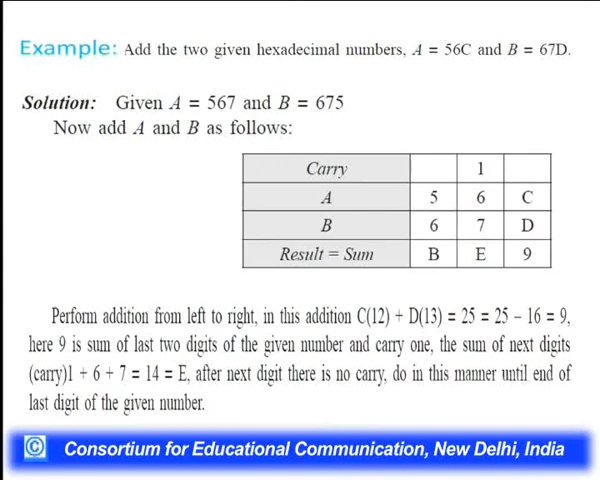 Example: Add the two given hexadecimal numbers, A = 56C and B = 67D.
Solution: Given A = 567 and B = 675
Now add A and B as follows:
Carry 1
A 5 6 C
B 6 7 D
Result = Sum B E 9
Perform addition from left to right, in this addition C(12) + D(13) = 25 = 25 − 16 = 9,
here 9 is sum of last two digits of the given number and carry one, the sum of next digits
(carry)1 + 6 + 7 = 14 = E, after next digit there is no carry, do in this manner until end of
last digit of the given number.
© Consortium for Educational Communication, New Delhi, India